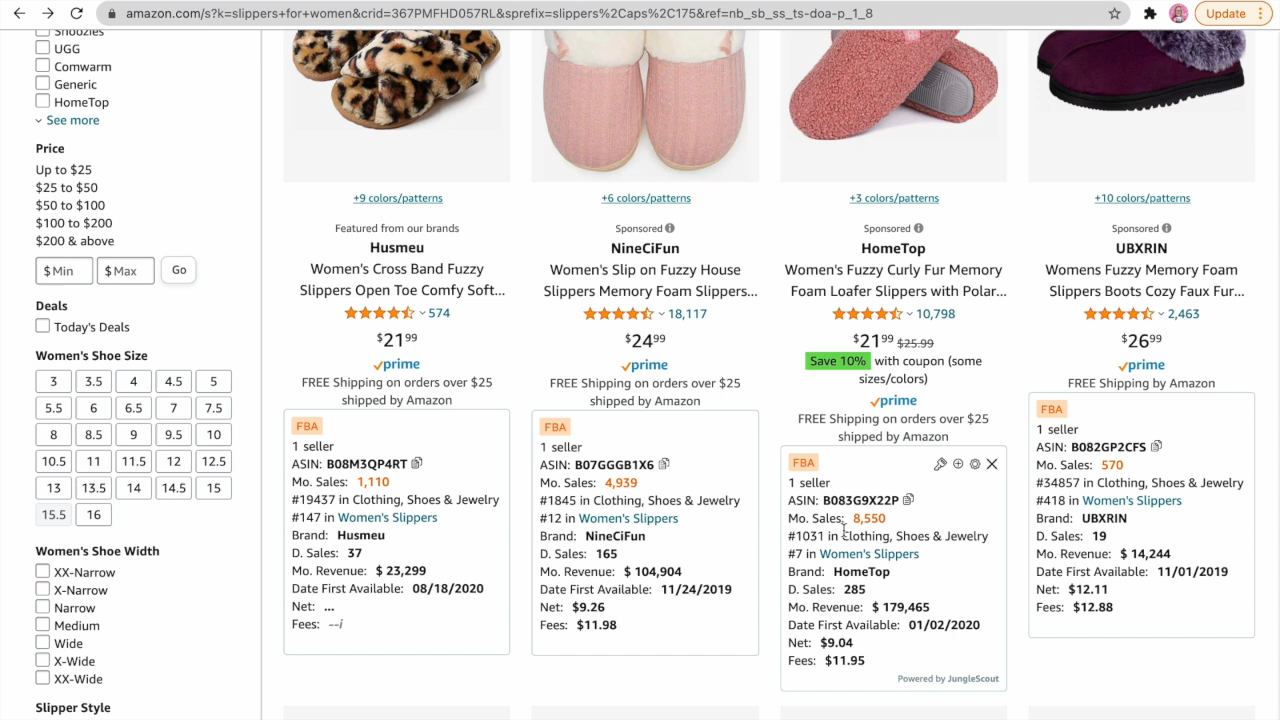 amazon.com/s?k=slippers+for+women&crid=367PMFHD057RL&sprefix=slippers%2Caps%2C175&ref=nb_sb_ss_ts-doa-p_1_8
Update
Snoozies
UGG
Comwarm
Generic
HomeTop
See more
Price
Up to $25
$25 to $50
$50 to $100
$100 to $200
$200 & above
$ Min $ Max Go
Deals
Today's Deals
Women's Shoe Size
3 3.5 4 4.5 5
5.5 6 6.5 7 7.5
8 8.5 9 9.5 10
10.5 11 11.5 12 12.5
13 13.5 14 14.5 15
15.5 16
Women's Shoe Width
XX-Narrow
X-Narrow
Narrow
Medium
Wide
X-Wide
XX-Wide
Slipper Style
+9 colors/patterns
Featured from our brands
Husmeu
Women's Cross Band Fuzzy
Slippers Open Toe Comfy Soft...
574
$21.99
prime
FREE Shipping on orders over $25
shipped by Amazon
FBA
1 seller
ASIN: B08M3QP4RT
Mo. Sales: 1,110
#19437 in Clothing, Shoes & Jewelry
#147 in Women's Slippers
Brand: Husmeu
D. Sales: 37
Mo. Revenue: $ 23,299
Date First Available: 08/18/2020
Net: ...
Fees: --i
+6 colors/patterns
Sponsored
NineCiFun
Women's Slip on Fuzzy House
Slippers Memory Foam Slippers...
18,117
$24.99
prime
FREE Shipping on orders over $25
shipped by Amazon
FBA
1 seller
ASIN: B07GGGB1X6
Mo. Sales: 4,939
#1845 in Clothing, Shoes & Jewelry
#12 in Women's Slippers
Brand: NineCiFun
D. Sales: 165
Mo. Revenue: $ 104,904
Date First Available: 11/24/2019
Net: $9.26
Fees: $11.98
+3 colors/patterns
Sponsored
HomeTop
Women's Fuzzy Curly Fur Memory
Foam Loafer Slippers with Polar...
10,798
$21.99 $25.99
Save 10% with coupon (some
sizes/colors)
prime
FREE Shipping on orders over $25
shipped by Amazon
FBA
1 seller
ASIN: B083G9X22P
Mo. Sales: 8,550
#1031 in Clothing, Shoes & Jewelry
#7 in Women's Slippers
Brand: HomeTop
D. Sales: 285
Mo. Revenue: $ 179,465
Date First Available: 01/02/2020
Net: $9.04
Fees: $11.95
Powered by JungleScout
+10 colors/patterns
Sponsored
UBXRIN
Womens Fuzzy Memory Foam
Slippers Boots Cozy Faux Fur...
2,463
$26.99
prime
FREE Shipping by Amazon
FBA
1 seller
ASIN: B082GP2CFS
Mo. Sales: 570
#34857 in Clothing, Shoes & Jewelry
#418 in Women's Slippers
Brand: UBXRIN
D. Sales: 19
Mo. Revenue: $ 14,244
Date First Available: 11/01/2019
Net: $12.11
Fees: $12.88